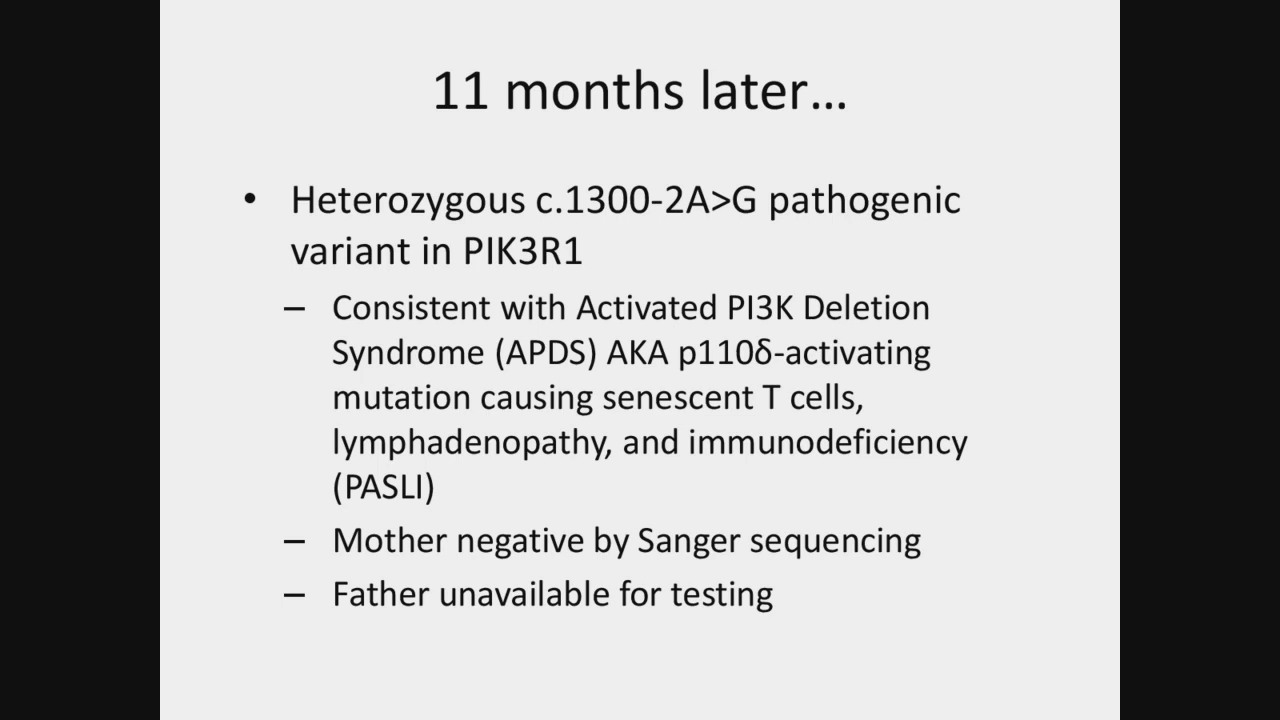 11 months later…
• Heterozygous c.1300-2A>G pathogenic
variant in PIK3R1
– Consistent with Activated PI3K Deletion
Syndrome (APDS) AKA p110δ-activating
mutation causing senescent T cells,
lymphadenopathy, and immunodeficiency
(PASLI)
– Mother negative by Sanger sequencing
– Father unavailable for testing